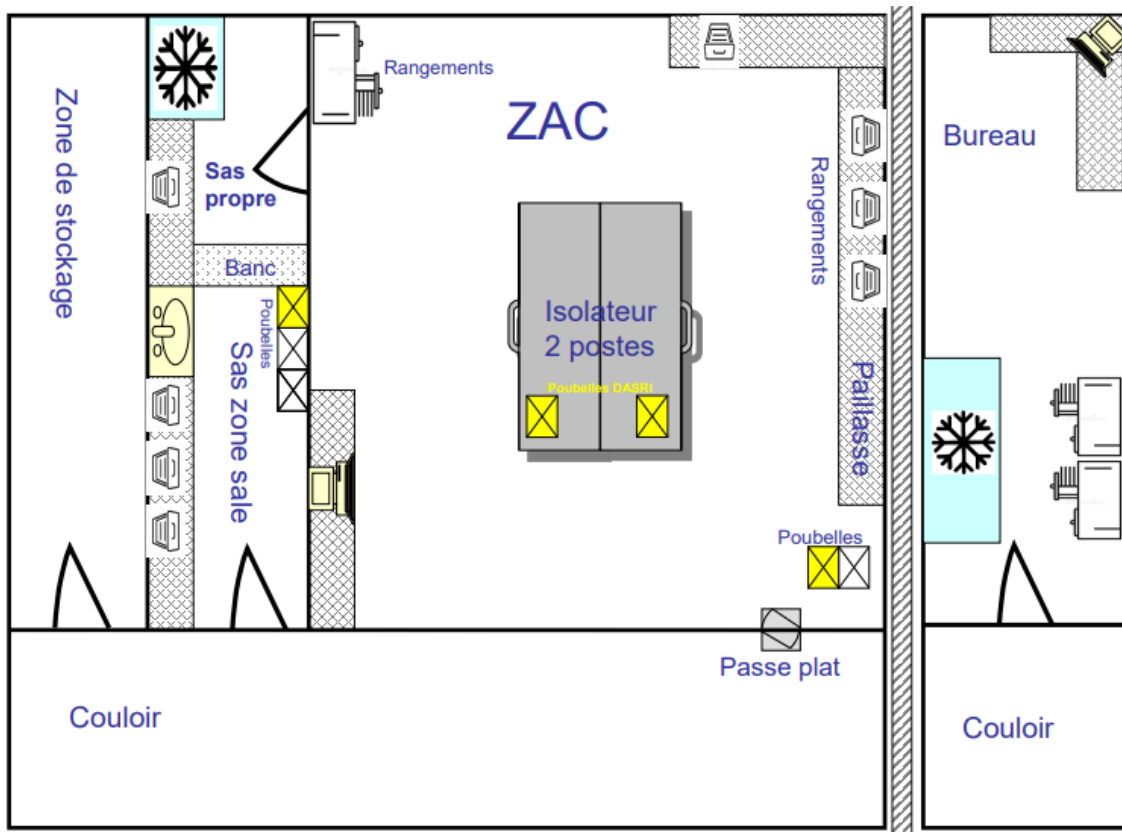 Zone de stockage
Sas
propre
Banc
Poubelles
Sas zone sale
Rangements
ZAC
Isolateur
2 postes
Poubelles DASRI
Rangements
Paillasse
Poubelles
Passe plat
Couloir
Bureau
Couloir